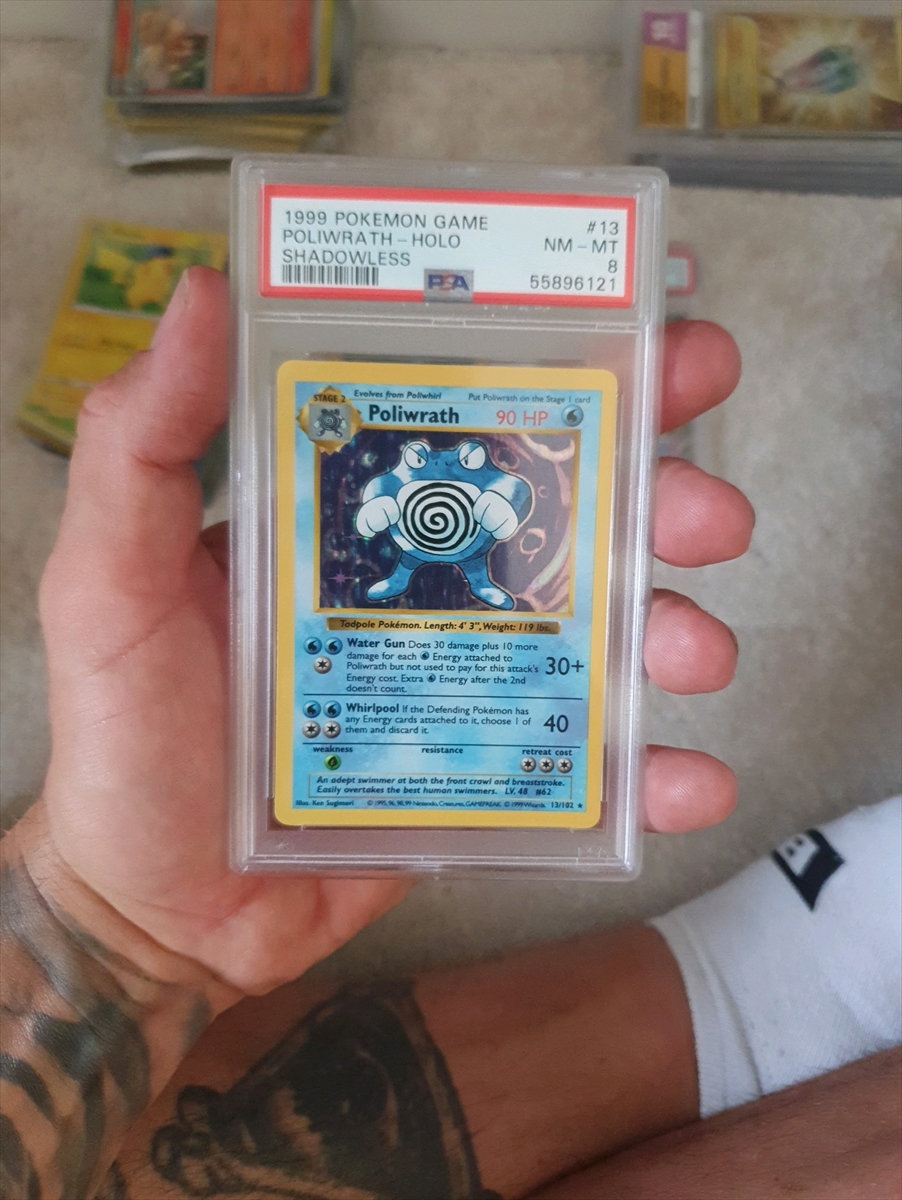 1999 POKEMON GAME #13
POLIWRATH - HOLO NM - MT
SHADOWLESS 8
PSA 55896121
STAGE 2 Evolves from Poliwhirl Put Poliwrath on the Stage 1 card
Poliwrath 90 HP
Tadpole Pokémon. Length: 4' 3", Weight: 119 lbs.
Water Gun Does 30 damage plus 10 more
damage for each Energy attached to
Poliwrath but not used to pay for this attack's 30+
Energy cost. Extra Energy after the 2nd
doesn't count.
Whirlpool If the Defending Pokémon has
any Energy cards attached to it, choose 1 of 40
them and discard it.
weakness resistance retreat cost
An adept swimmer at both the front crawl and breaststroke.
Easily overtakes the best human swimmers. LV. 48 #62
Illus. Ken Sugimori © 1995, 96, 98, 99 Nintendo, Creatures, GAMEFREAK. © 1999 Wizards. 13/102